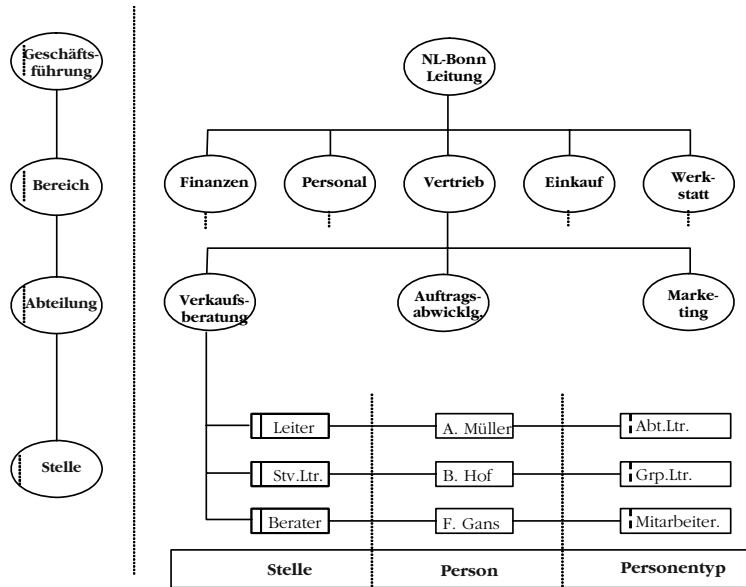 Geschäfts-
führung
Bereich
Abteilung
Stelle
NL-Bonn
Leitung
Finanzen
Personal
Vertrieb
Einkauf
Werk-
statt
Verkaufs-
beratung
Auftrags-
abwicklg.
Marke-
ting
Leiter
A. Müller
Abt.Ltr.
Stv.Ltr.
B. Hof
Grp.Ltr.
Berater
F. Gans
Mitarbeiter.
Stelle
Person
Personentyp